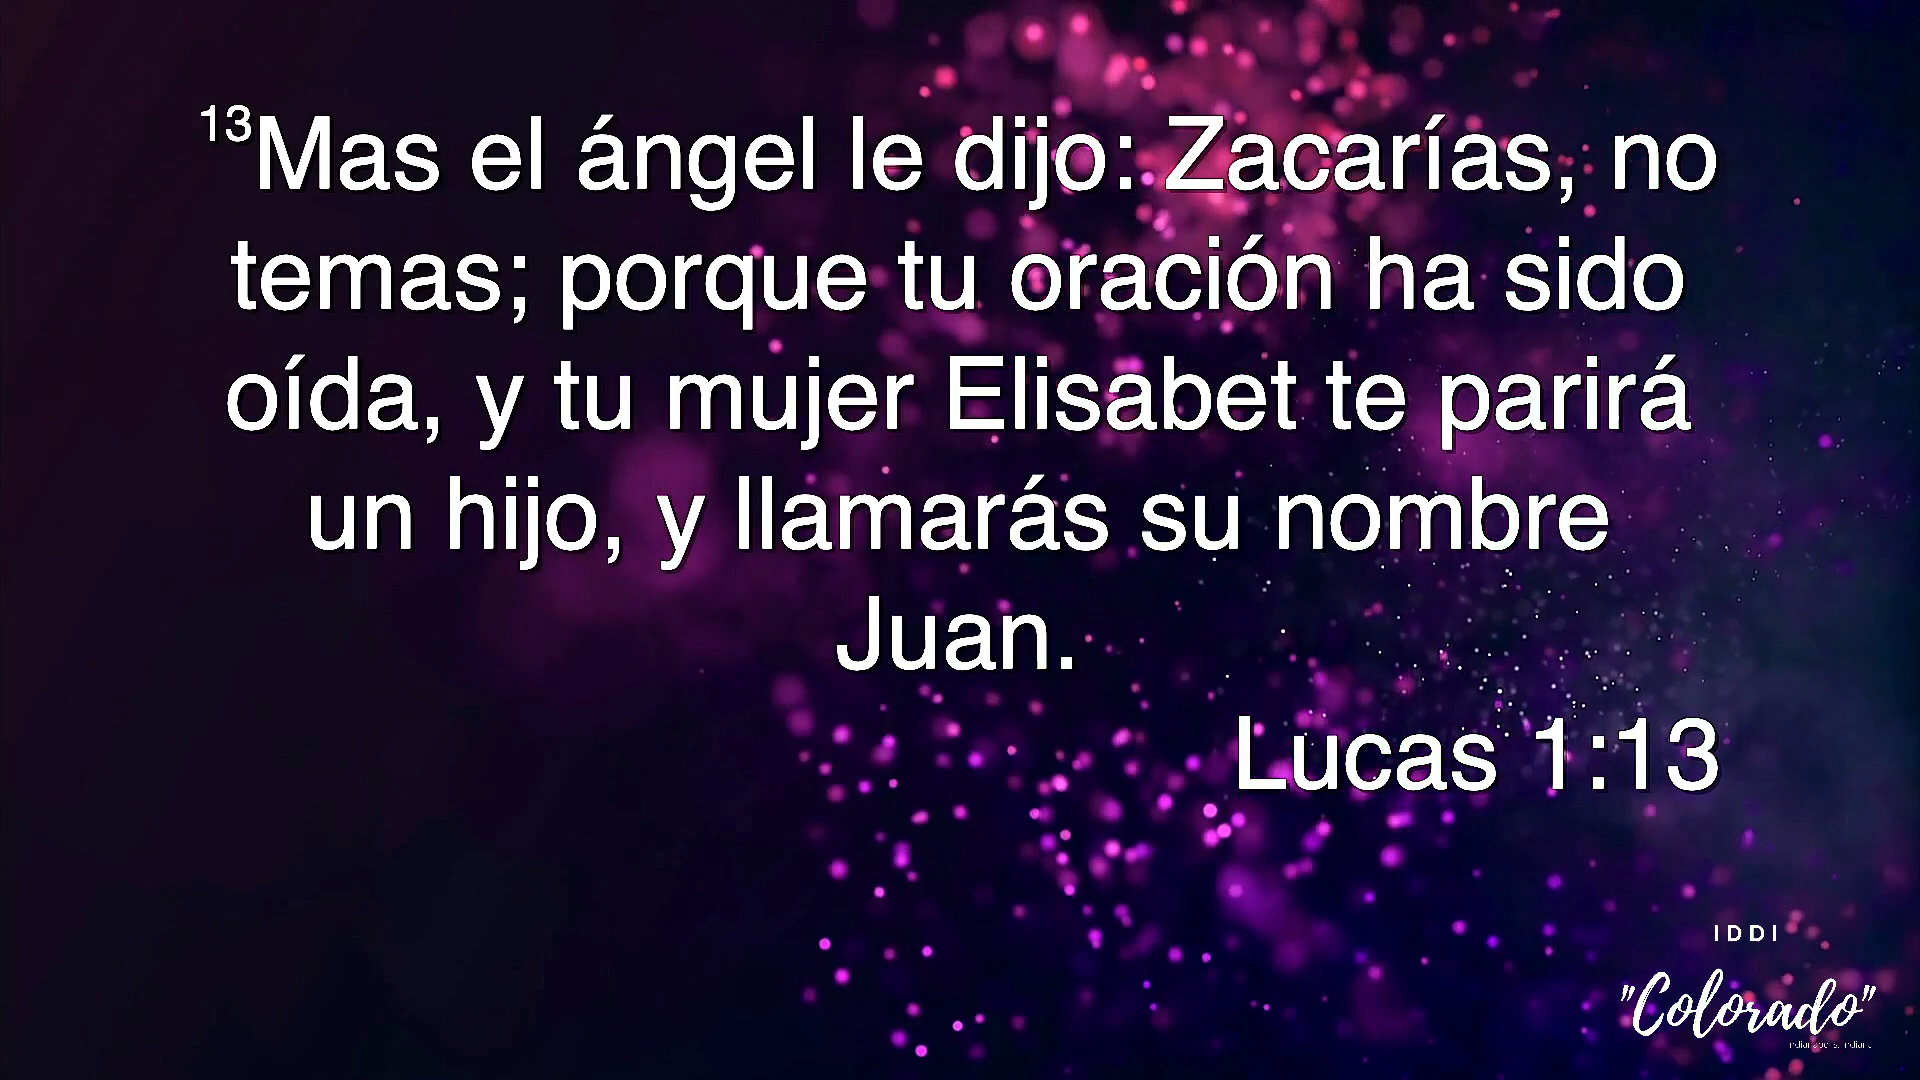 13Mas el ángel le dijo: Zacarías, no
temas; porque tu oración ha sido
oída, y tu mujer Elisabet te parirá
un hijo, y llamarás su nombre
Juan.
Lucas 1:13
IDDI
"Colorado"